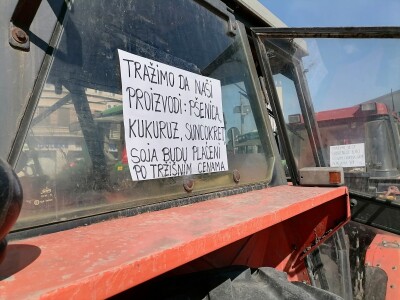 TRAŽIMO DA NAŠI
PROIZVODI: PŠENICA,
KUKURUZ, SUNCOKRET
SOJA BUDU PLAĆENI
PO TRŽIŠNIM CENAMA